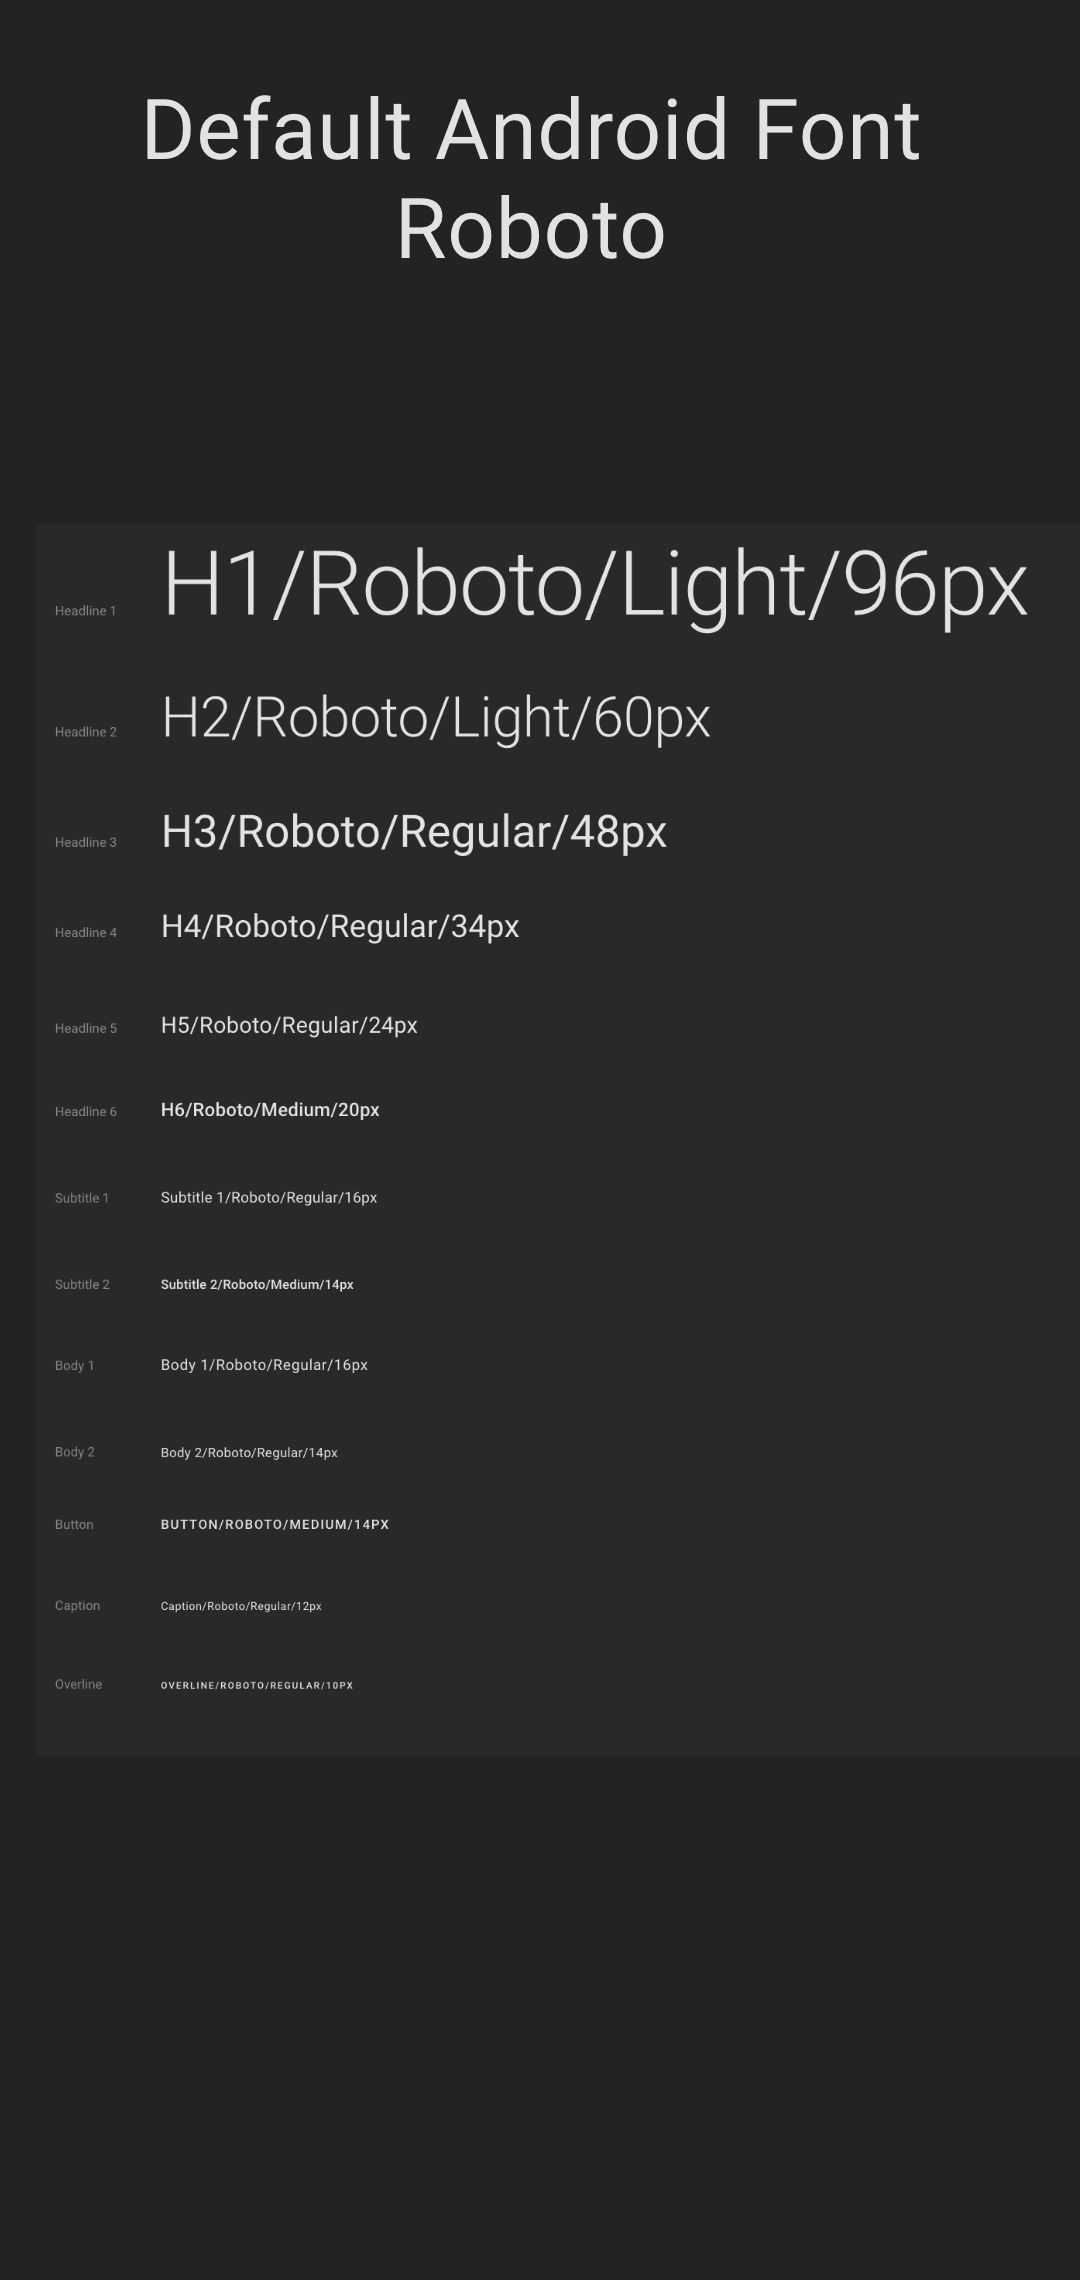 Default Android Font
Roboto
Headline 1 H1/Roboto/Light/96px
Headline 2 H2/Roboto/Light/60px
Headline 3 H3/Roboto/Regular/48px
Headline 4 H4/Roboto/Regular/34px
Headline 5 H5/Roboto/Regular/24px
Headline 6 H6/Roboto/Medium/20px
Subtitle 1 Subtitle 1/Roboto/Regular/16px
Subtitle 2 Subtitle 2/Roboto/Medium/14px
Body 1 Body 1/Roboto/Regular/16px
Body 2 Body 2/Roboto/Regular/14px
Button BUTTON/ROBOTO/MEDIUM/14PX
Caption Caption/Roboto/Regular/12px
Overline OVERLINE/ROBOTO/REGULAR/10PX